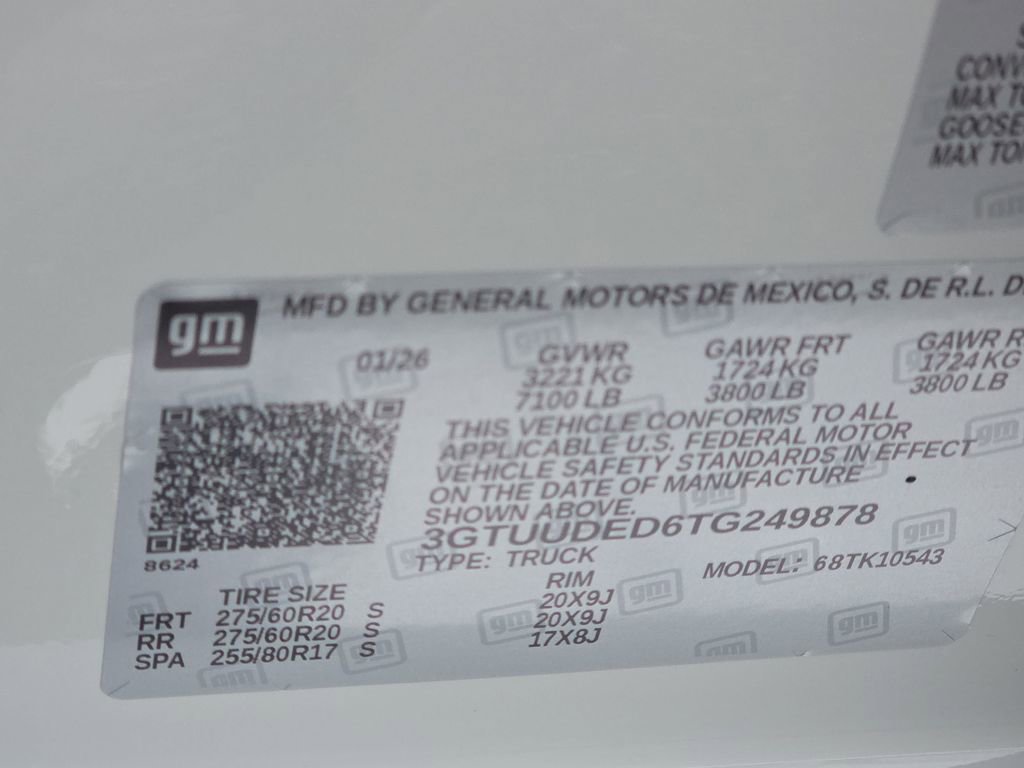 CONV
MAX TO
GOOSE
MAX TO
gm
MFD BY GENERAL MOTORS DE MEXICO, S. DE R.L. D
01/26
GVWR GAWR FRT GAWR R
3221 KG 1724 KG 1724 KG
7100 LB 3800 LB 3800 LB
THIS VEHICLE CONFORMS TO ALL
APPLICABLE U.S. FEDERAL MOTOR
VEHICLE SAFETY STANDARDS IN EFFECT
ON THE DATE OF MANUFACTURE
SHOWN ABOVE.
3GTUUDED6TG249878
8624
TYPE: TRUCK MODEL: 68TK10543
TIRE SIZE RIM
FRT 275/60R20 S 20X9J
RR 275/60R20 S 20X9J
SPA 255/80R17 S 17X8J